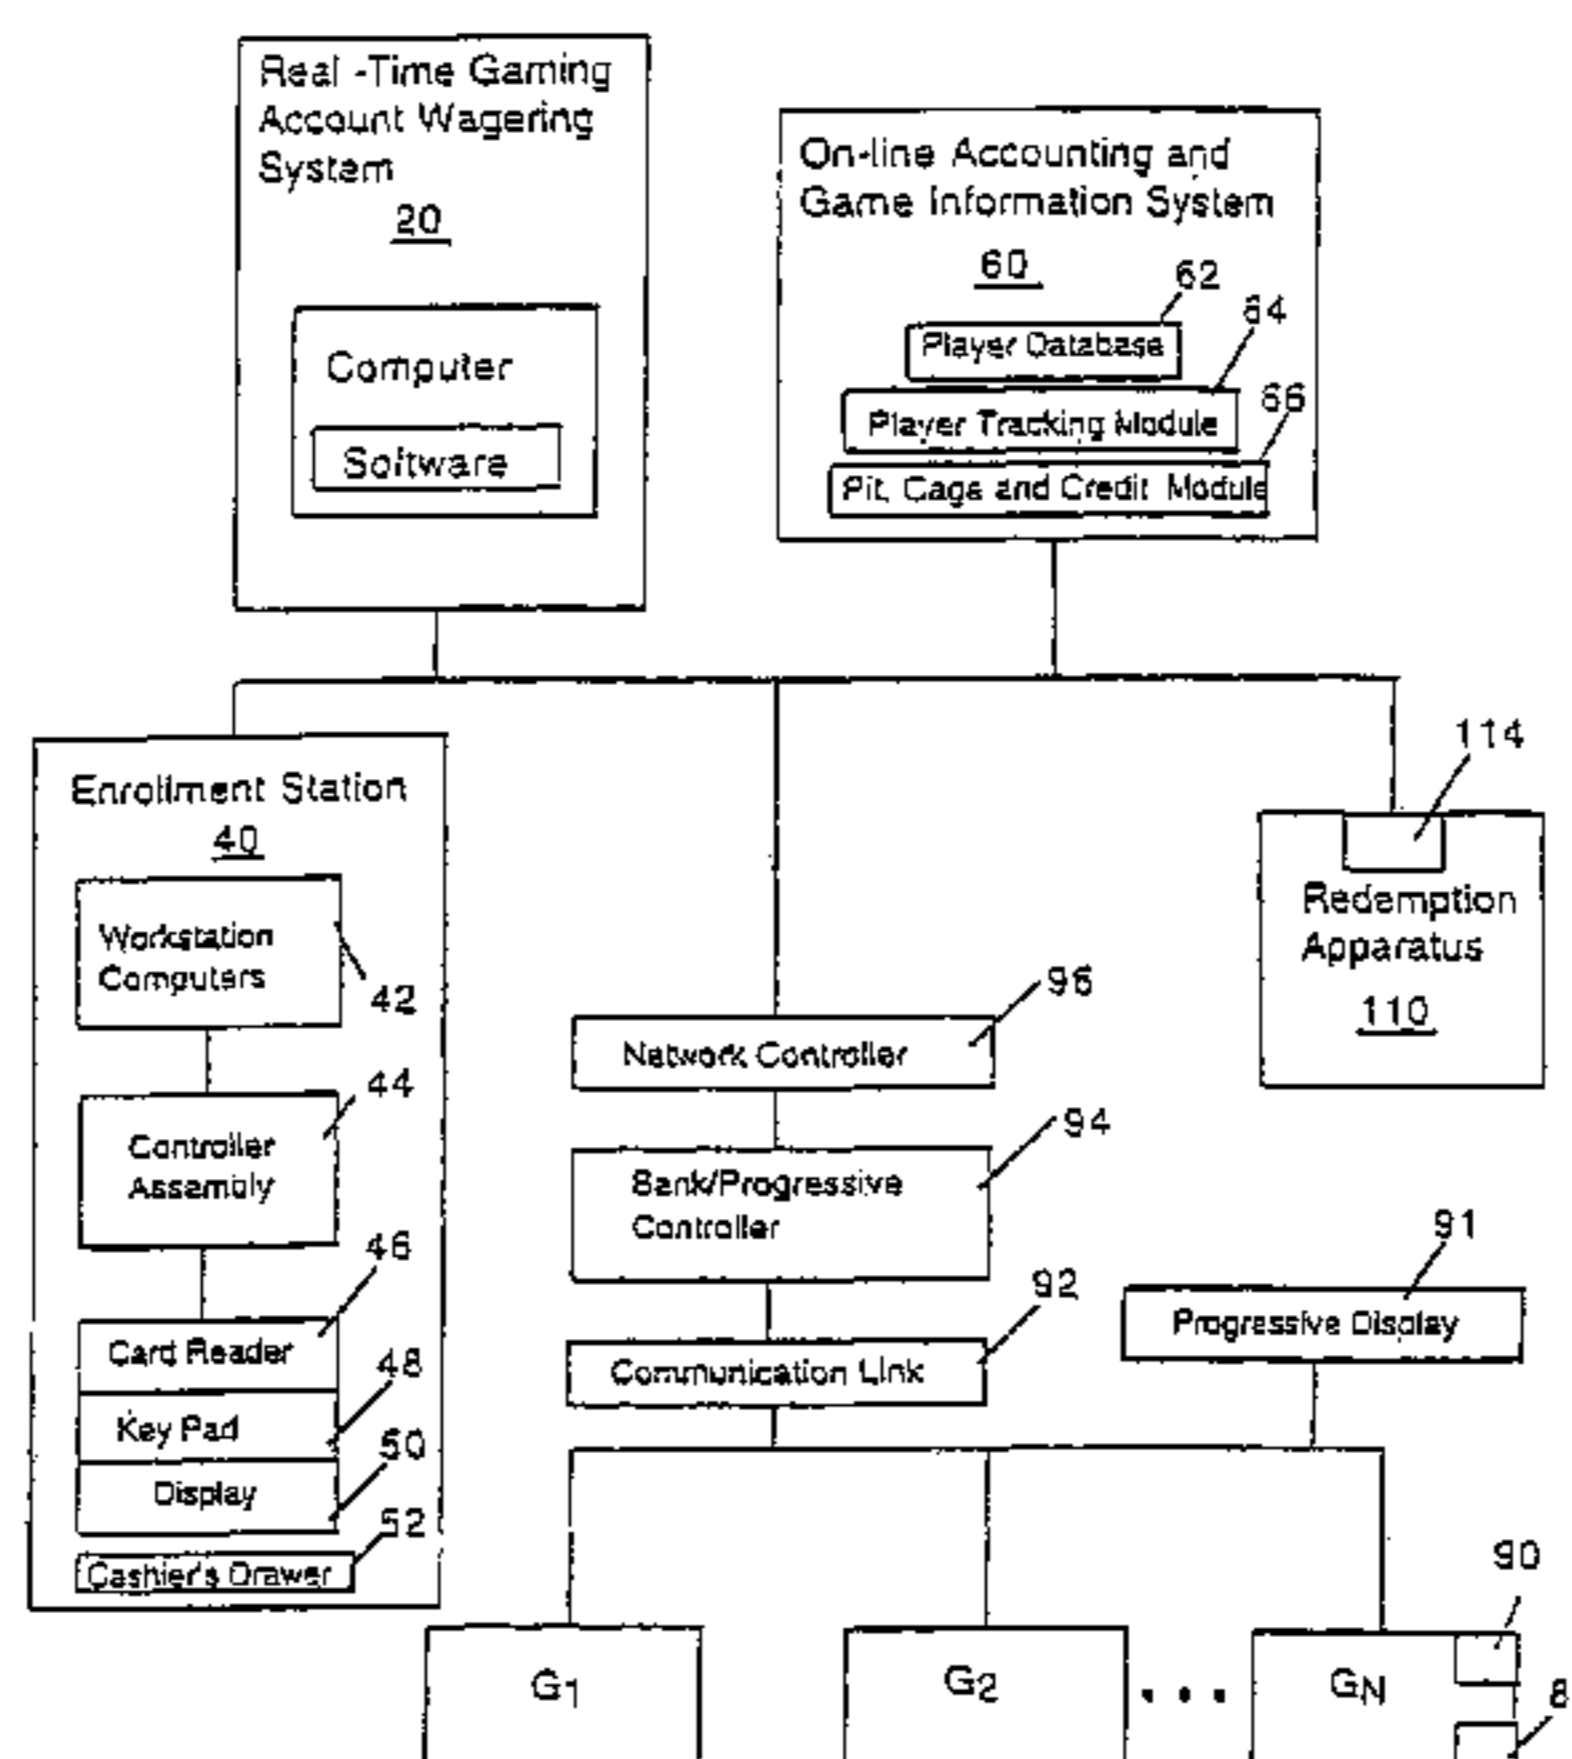 Real -Time Gaming
Account Wagering
System
20
Computer
Software
On-line Accounting and
Game Information System
60
62
Player Database
64
Player Tracking Module
66
Pit, Cage and Credit Module
Enrollment Station
40
Workstation
Computers
42
44
Controller
Assembly
46
Card Reader
48
Key Pad
50
Display
52
Cashier's Drawer
114
Redemption
Apparatus
110
96
Network Controller
94
Bank/Progressive
Controller
92
Communication Link
91
Progressive Display
90
G1
G2
• • •
GN
8